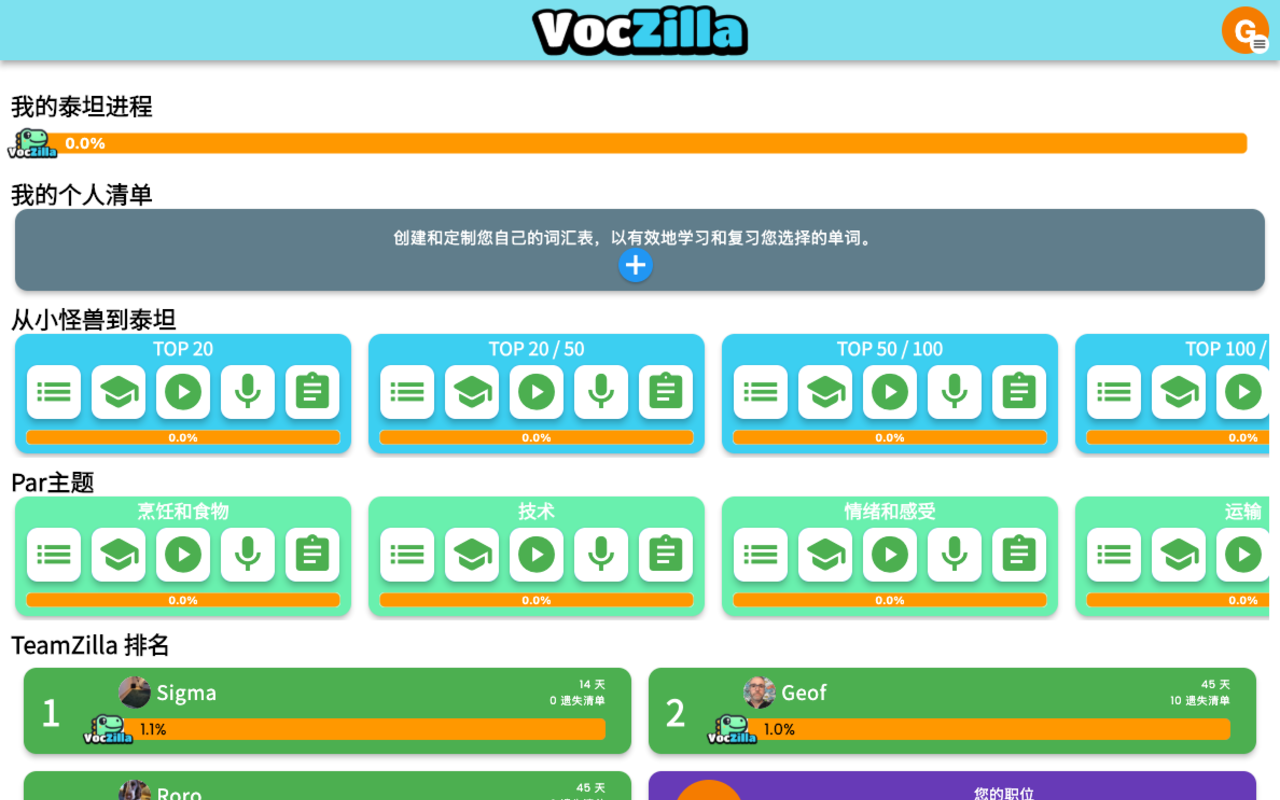 VocZilla
G
我的泰坦进程
VocZilla 0.0%
我的个人清单
创建和定制您自己的词汇表，以有效地学习和复习您选择的单词。
从小怪兽到泰坦
TOP 20
TOP 20 / 50
TOP 50 / 100
TOP 100 /
0.0%
0.0%
0.0%
0.0%
Par主题
烹饪和食物
技术
情绪和感受
运输
0.0%
0.0%
0.0%
0.0%
TeamZilla 排名
1
Sigma
14 天
0 遗失清单
VocZilla 1.1%
2
Geof
45 天
10 遗失清单
VocZilla 1.0%
Roro
45 天
您的职位